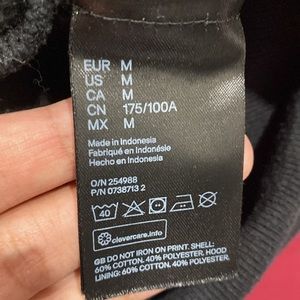 EUR M
US M
CA M
CN 175/100A
MX M
Made in Indonesia
Fabriqué en Indonésie
Hecho en Indonesia
O/N 254988
P/N 0738713 2
40
clevercare.info
GB DO NOT IRON ON PRINT. SHELL:
60% COTTON. 40% POLYESTER. HOOD
LINING: 60% COTTON. 40% POLYESTER.